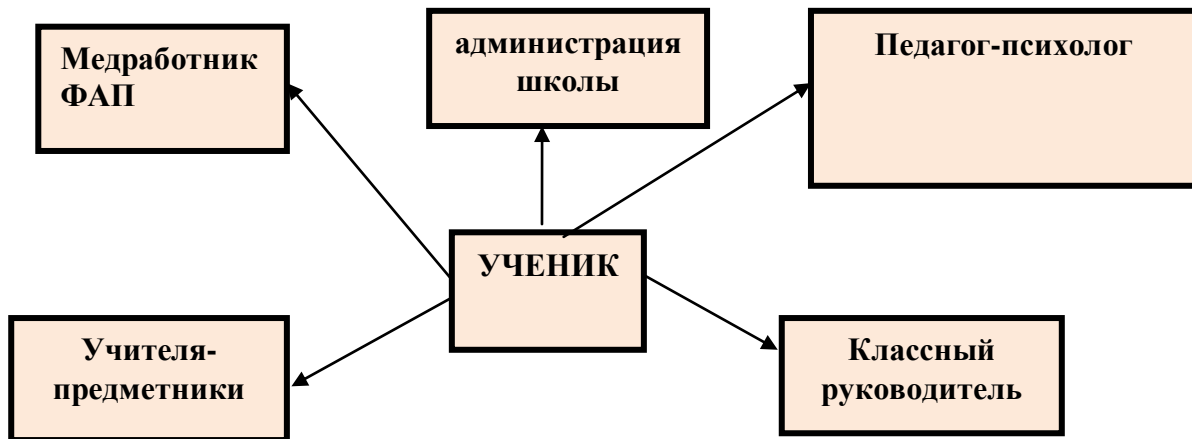 Медработник
ФАП
администрация
школы
Педагог-психолог
УЧЕНИК
Учителя-
предметники
Классный
руководитель